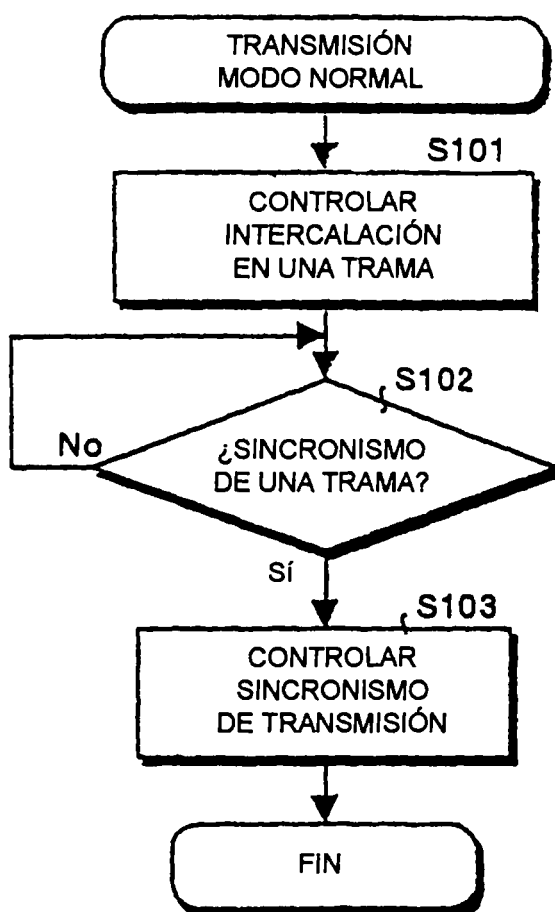 TRANSMISIÓN
MODO NORMAL
S101
CONTROLAR
INTERCALACIÓN
EN UNA TRAMA
S102
No
¿SINCRONISMO
DE UNA TRAMA?
Sí
S103
CONTROLAR
SINCRONISMO
DE TRANSMISIÓN
FIN